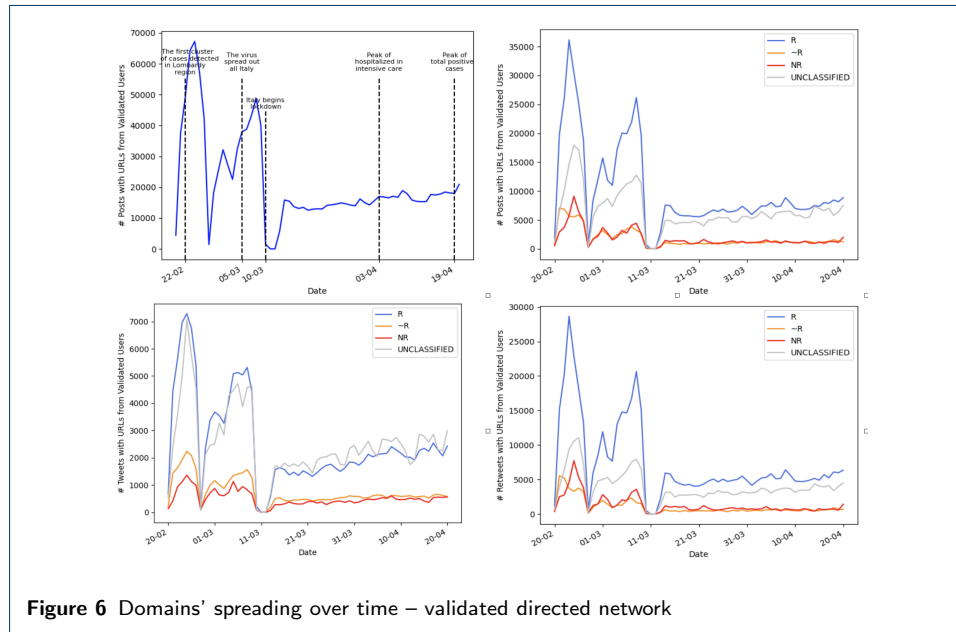 70000
60000
50000
40000
30000
20000
10000
0
# Posts with URLs from Validated Users
The first cluster
of cases detected
in Lombardy
region
The virus
spread out
all Italy
Italy begins
lockdown
Peak of
hospitalized in
intensive care
Peak of
total positive
cases
22-02
05-03
10-03
03-04
19-04
Date
35000
30000
25000
20000
15000
10000
5000
0
# Posts with URLs from Validated Users
R
~R
NR
UNCLASSIFIED
20-02
01-03
11-03
21-03
31-03
10-04
20-04
Date
7000
6000
5000
4000
3000
2000
1000
0
# Tweets with URLs from Validated Users
R
~R
NR
UNCLASSIFIED
20-02
01-03
11-03
21-03
31-03
10-04
20-04
Date
30000
25000
20000
15000
10000
5000
0
# Retweets with URLs from Validated Users
R
~R
NR
UNCLASSIFIED
20-02
01-03
11-03
21-03
31-03
10-04
20-04
Date
Figure 6 Domains' spreading over time – validated directed network